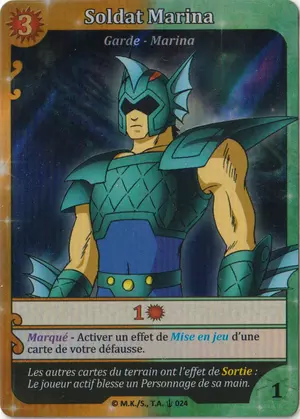 Soldat Marina
3
Garde - Marina
1
Marqué - Activer un effet de Mise en jeu d'une
carte de votre défausse.
Les autres cartes du terrain ont l'effet de Sortie :
Le joueur actif blesse un Personnage de sa main.
1
© M.K./S., T.A. 024